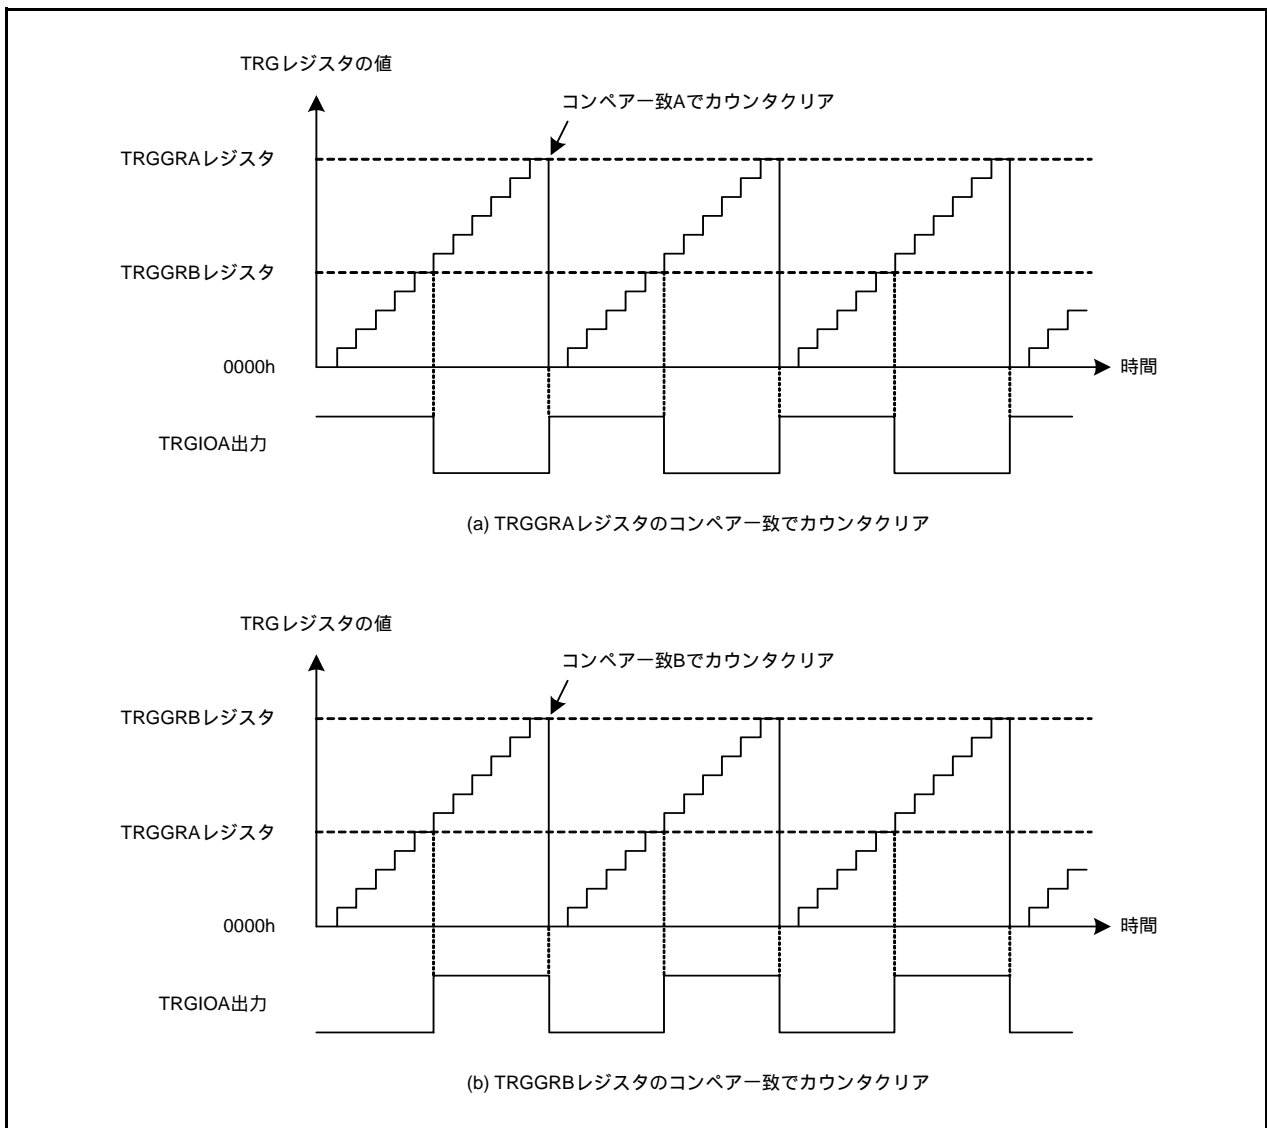 TRGレジスタの値
コンペア一致Aでカウンタクリア
TRGGRAレジスタ
TRGGRBレジスタ
0000h
時間
TRGIOA出力
(a) TRGGRAレジスタのコンペア一致でカウンタクリア
TRGレジスタの値
コンペア一致Bでカウンタクリア
TRGGRBレジスタ
TRGGRAレジスタ
0000h
時間
TRGIOA出力
(b) TRGGRBレジスタのコンペア一致でカウンタクリア